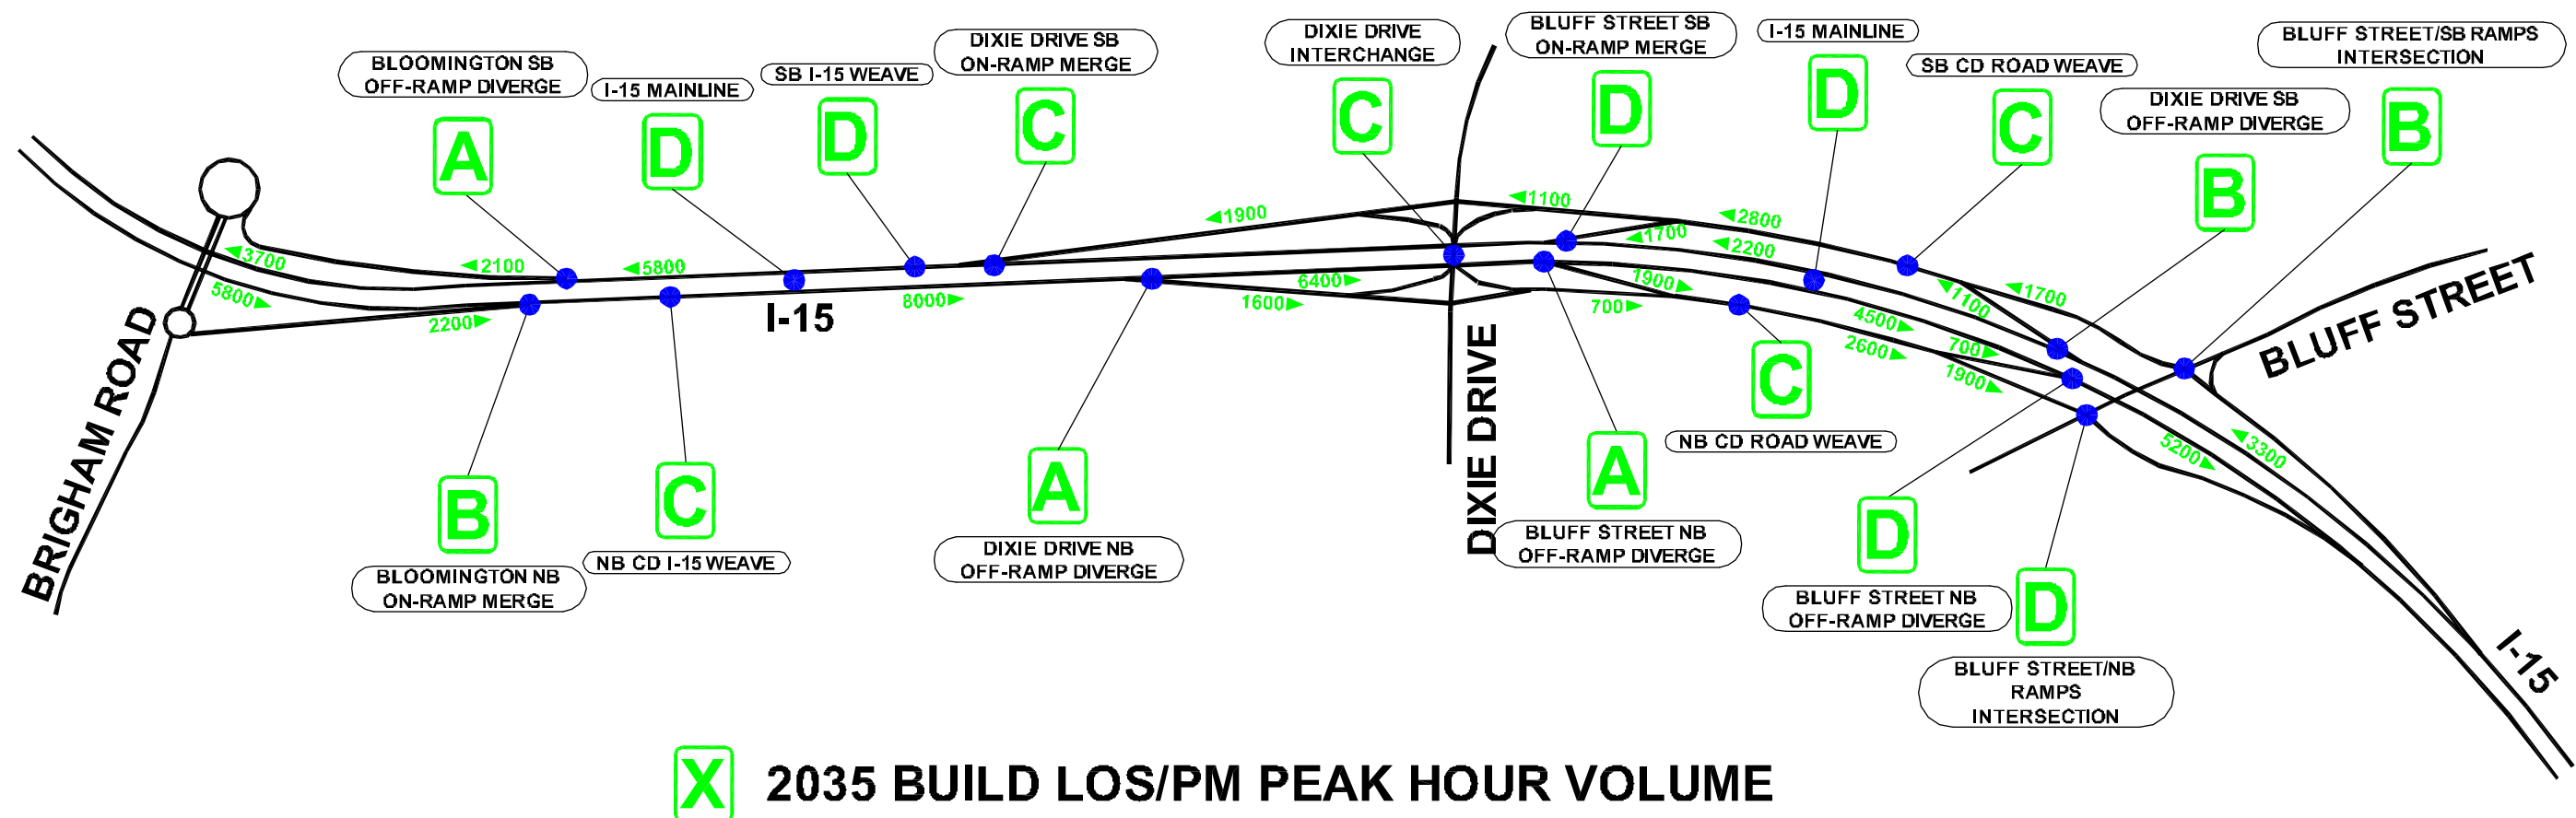 BLOOMINGTON SB
OFF-RAMP DIVERGE
A
I-15 MAINLINE
D
SB I-15 WEAVE
D
DIXIE DRIVE SB
ON-RAMP MERGE
C
DIXIE DRIVE
INTERCHANGE
C
BLUFF STREET SB
ON-RAMP MERGE
D
I-15 MAINLINE
D
SB CD ROAD WEAVE
C
DIXIE DRIVE SB
OFF-RAMP DIVERGE
B
BLUFF STREET/SB RAMPS
INTERSECTION
B
3700
2100
5800
1900
1100
2800
1700
2200
1100
1700
5800
2200
8000
6400
1600
1900
700
4500
2600
700
1900
5200
3300
I-15
BRIGHAM ROAD
DIXIE DRIVE
BLUFF STREET
I-15
B
BLOOMINGTON NB
ON-RAMP MERGE
C
NB CD I-15 WEAVE
A
DIXIE DRIVE NB
OFF-RAMP DIVERGE
A
BLUFF STREET NB
OFF-RAMP DIVERGE
C
NB CD ROAD WEAVE
D
BLUFF STREET NB
OFF-RAMP DIVERGE
D
BLUFF STREET/NB
RAMPS
INTERSECTION
X
2035 BUILD LOS/PM PEAK HOUR VOLUME